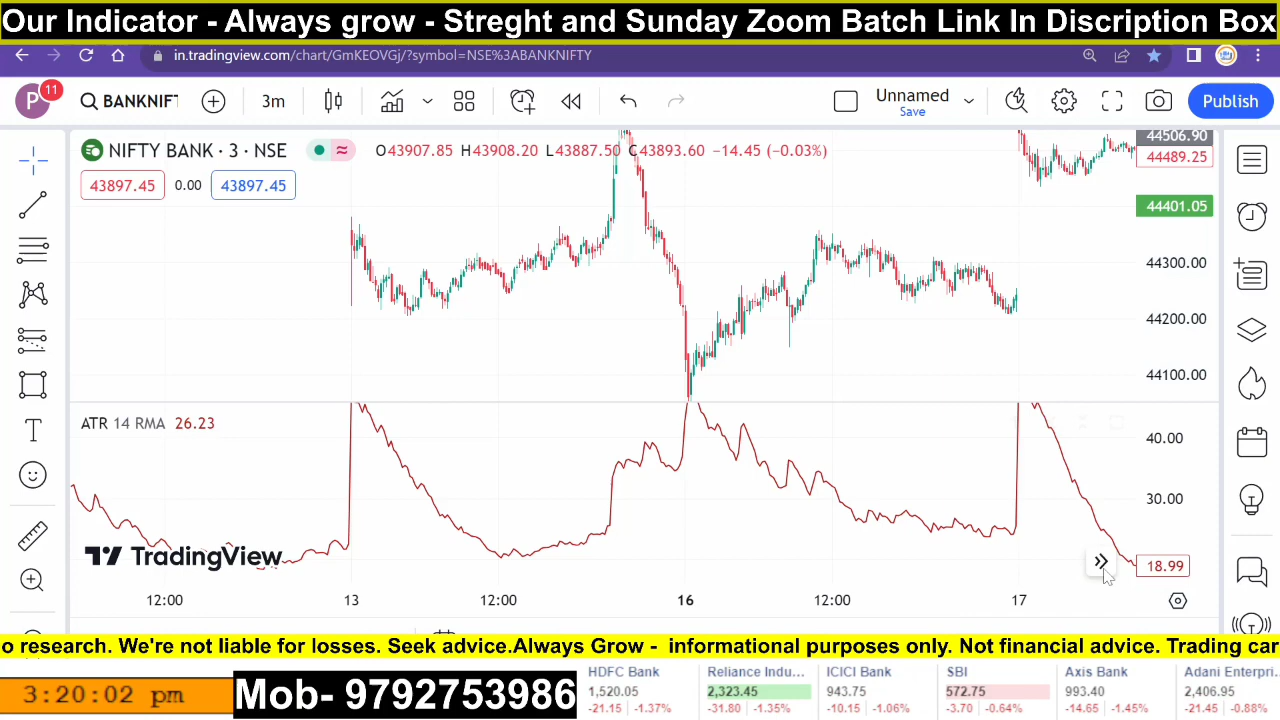 Our Indicator - Always grow - Streght and Sunday Zoom Batch Link In Discription Box
in.tradingview.com/chart/GmKEOVGj/?symbol=NSE%3ABANKNIFTY
P 11 BANKNIFT 3m Unnamed Save Publish
NIFTY BANK · 3 · NSE O43907.85 H43908.20 L43887.50 C43893.60 −14.45 (−0.03%)
43897.45 0.00 43897.45
44506.90
44489.25
44401.05
44300.00
44200.00
44100.00
ATR 14 RMA 26.23
40.00
30.00
18.99
TradingView
12:00 13 12:00 16 12:00 17
o research. We're not liable for losses. Seek advice.Always Grow - informational purposes only. Not financial advice. Trading car
3:20:02 pm
Mob- 9792753986
HDFC Bank Reliance Indu... ICICI Bank SBI Axis Bank Adani Enterpri.
1,520.05 2,323.45 943.75 572.75 993.40 2,406.95
-21.15 -1.37% -31.80 -1.35% -10.15 -1.06% -3.70 -0.64% -14.65 -1.45% -21.45 -0.88%